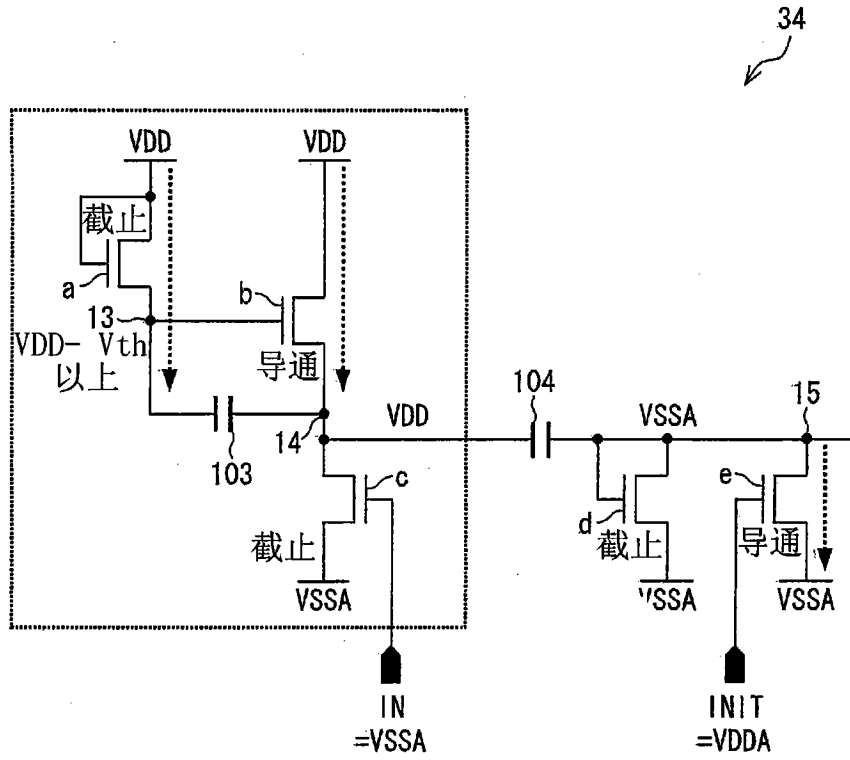 34
VDD
VDD
截止
a
b
13
VDD- Vth
以上
导通
104
15
14
VDD
VSSA
103
c
d
e
截止
截止
导通
VSSA
VSSA
VSSA
IN
=VSSA
INIT
=VDDA